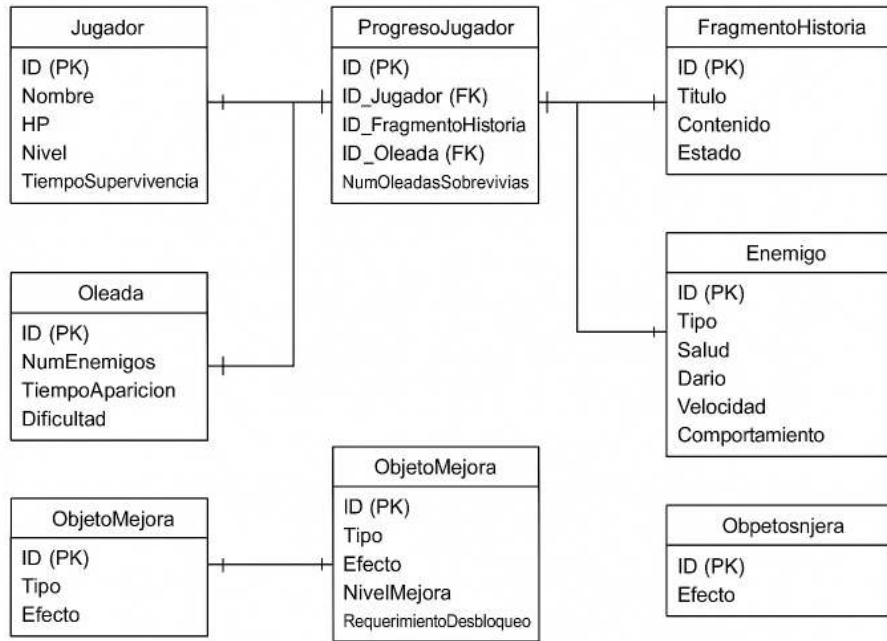 Jugador
ID (PK)
Nombre
HP
Nivel
TiempoSupervivencia
ProgresoJugador
ID (PK)
ID_Jugador (FK)
ID_FragmentoHistoria
ID_Oleada (FK)
NumOleadasSobrevivias
FragmentoHistoria
ID (PK)
Titulo
Contenido
Estado
Oleada
ID (PK)
NumEnemigos
TiempoAparicion
Dificultad
Enemigo
ID (PK)
Tipo
Salud
Dario
Velocidad
Comportamiento
ObjetoMejora
ID (PK)
Tipo
Efecto
ObjetoMejora
ID (PK)
Tipo
Efecto
NivelMejora
RequerimientoDesbloqueo
Obpetosnjera
ID (PK)
Efecto